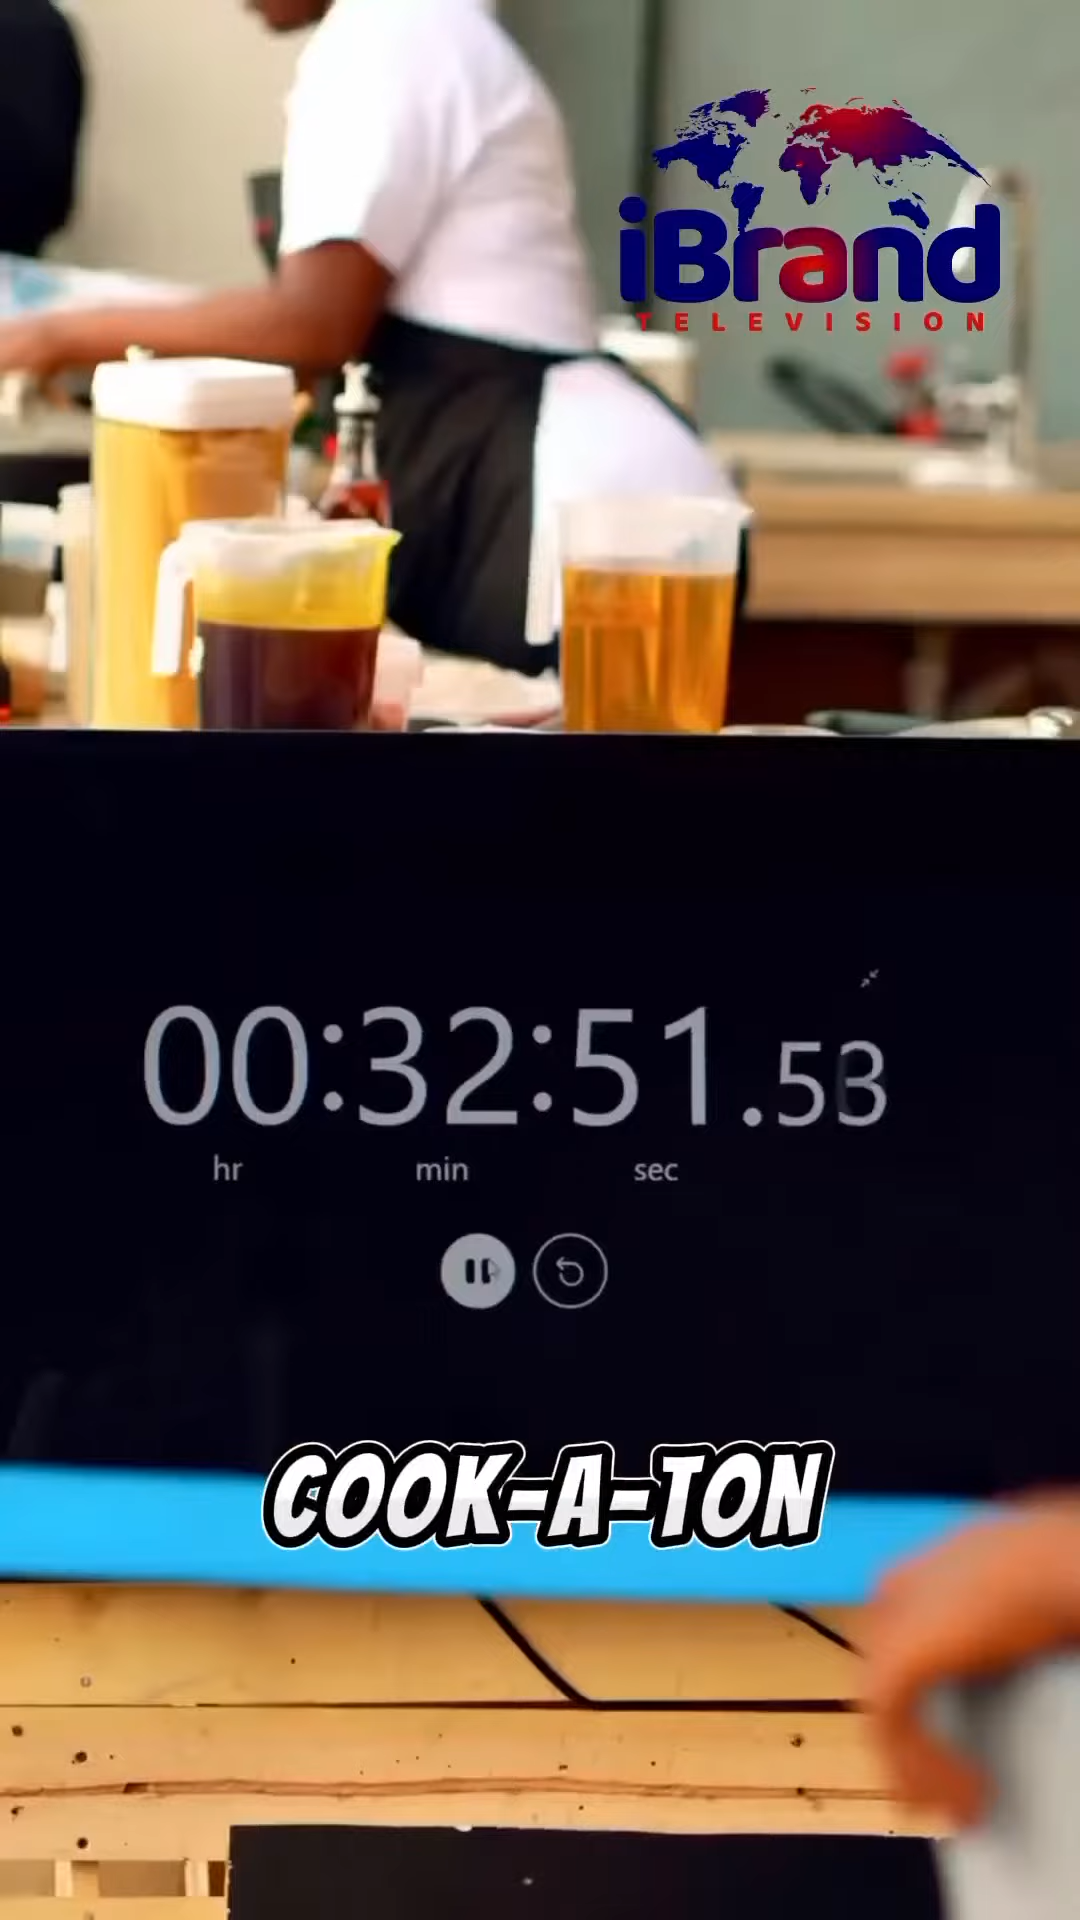 iBrand
TELEVISION
00:32:51.53
hr min sec
COOK-A-TON